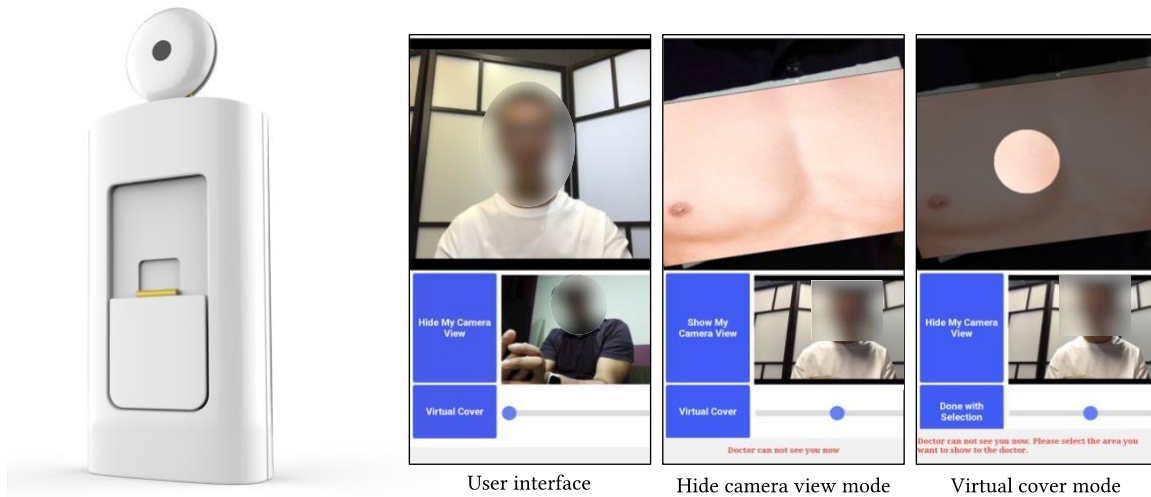 Hide My Camera
View
Virtual Cover
Show My
Camera View
Virtual Cover
Doctor can not see you now
Hide My Camera
View
Done with
Selection
Doctor can not see you now. Please select the area you
want to show to the doctor.
User interface
Hide camera view mode
Virtual cover mode